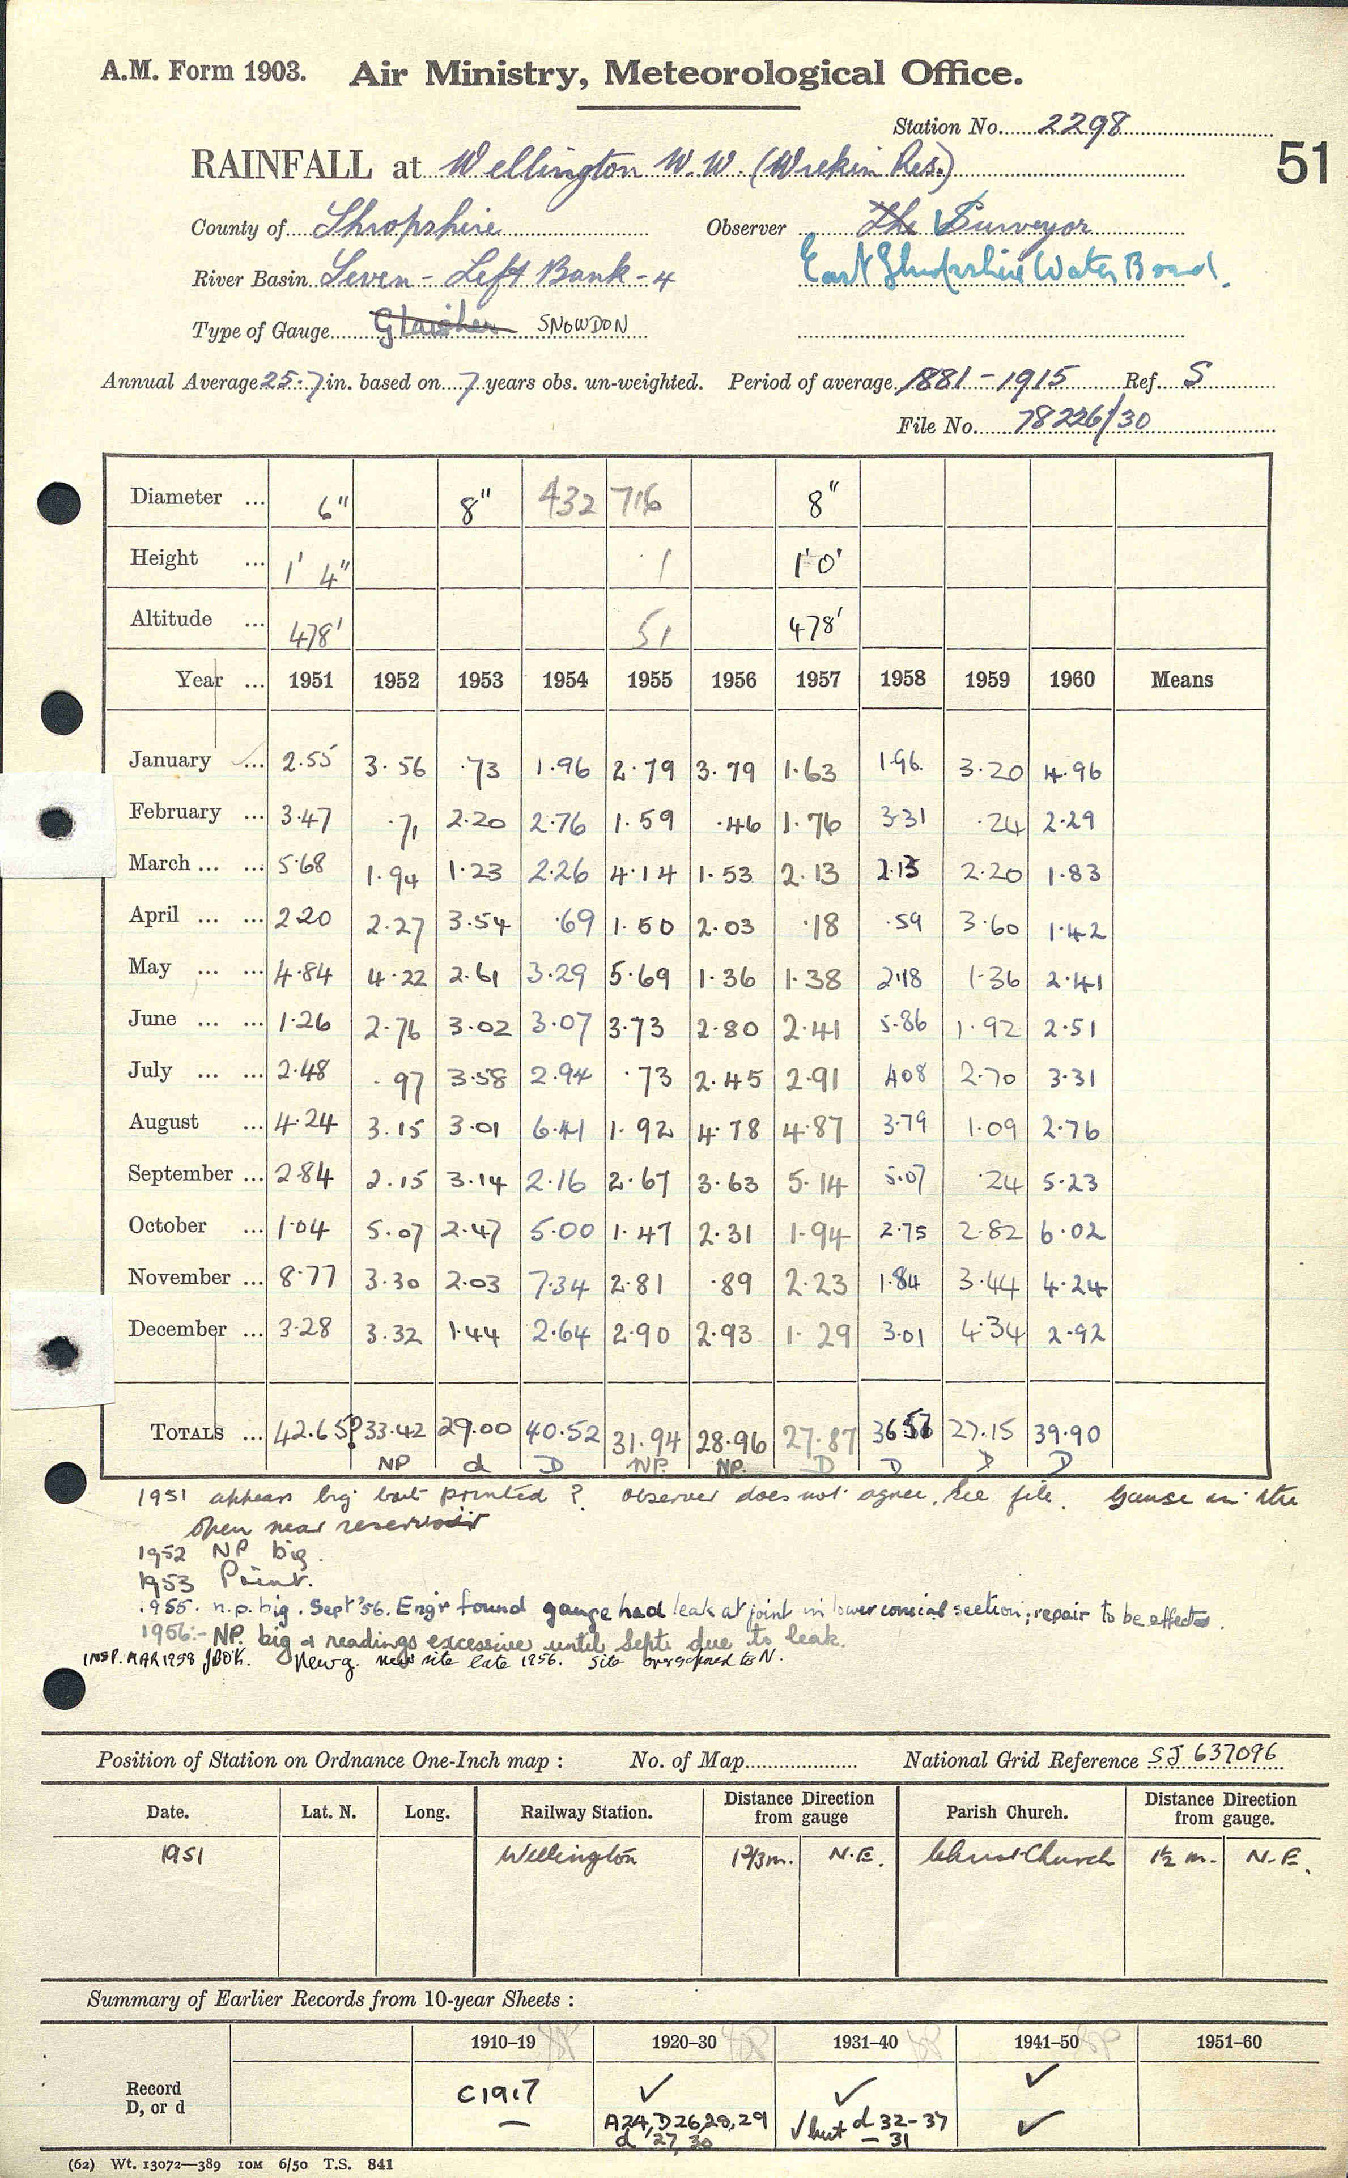 A.M. Form 1903. Air Ministry, Meteorological Office.
Station No. 2298
51
RAINFALL at Wellington W.W. (Wrekin Res.)
County of Shropshire Observer The Surveyor
River Basin Seven - Left Bank - 4 East Shropshire Water Board.
Type of Gauge Glaisher SNOWDON
Annual Average 25.7 in. based on 7 years obs. un-weighted. Period of average 1881-1915 Ref. S
File No. 78226/30
Diameter ... 6" 8" 432 716 8"
Height ... 1' 4" 1 1'0'
Altitude ... 478' 51 478'
Year ... 1951 1952 1953 1954 1955 1956 1957 1958 1959 1960 Means
January ... 2.55 3.56 .73 1.96 2.79 3.79 1.63 1.96 3.20 4.96
February ... 3.47 .71 2.20 2.76 1.59 .46 1.76 3.31 .24 2.29
March ... ... 5.68 1.94 1.23 2.26 4.14 1.53 2.13 2.13 2.20 1.83
April ... ... 2.20 2.27 3.54 .69 1.50 2.03 .18 .59 3.60 1.42
May ... ... 4.84 4.22 2.61 3.29 5.69 1.36 1.38 2.18 1.36 2.41
June ... ... 1.26 2.76 3.02 3.07 3.73 2.80 2.41 5.86 1.92 2.51
July ... ... 2.48 .97 3.58 2.94 .73 2.45 2.91 4.08 2.70 3.31
August ... 4.24 3.15 3.01 6.41 1.92 4.78 4.87 3.79 1.09 2.76
September ... 2.84 2.15 3.14 2.16 2.67 3.63 5.14 5.07 .24 5.23
October ... 1.04 5.07 2.47 5.00 1.47 2.31 1.94 2.75 2.82 6.02
November ... 8.77 3.30 2.03 7.34 2.81 .89 2.23 1.84 3.44 4.24
December ... 3.28 3.32 1.44 2.64 2.90 2.93 1.29 3.01 4.34 2.92
TOTALS ... 42.65? 33.42 29.00 40.52 31.94 28.96 27.87 36.57 27.15 39.90
NP d D NP. NP. D D D D
1951 appears big but printed? Observer does not agree. See file. Gauge in the
open near reservoir
1952 NP big.
1953 Print.
1955. n.p. big. Sept '56. Engr found gauge had leak at joint in lower conical section; repair to be effected.
1956:- NP. big & readings excessive until Sept. due to leak.
INSP. MAR 1958 New g. new site late 1956. Site overexposed to N.
Position of Station on Ordnance One-Inch map : No. of Map National Grid Reference SJ 637096
Date. Lat. N. Long. Railway Station. Distance Direction from gauge Parish Church. Distance Direction from gauge.
1951 Wellington 1 2/3 m. N.E. Christ Church 1½ m. N.E.
Summary of Earlier Records from 10-year Sheets :
1910–19 1920–30 1931–40 1941–50 1951–60
Record C1917 ✓ ✓ ✓
D, or d — A24, D26,28,29 ✓ but d 32-37 ✓
d '27, 30 — 31
(62) Wt. 13072—389 10M 6/50 T.S. 841